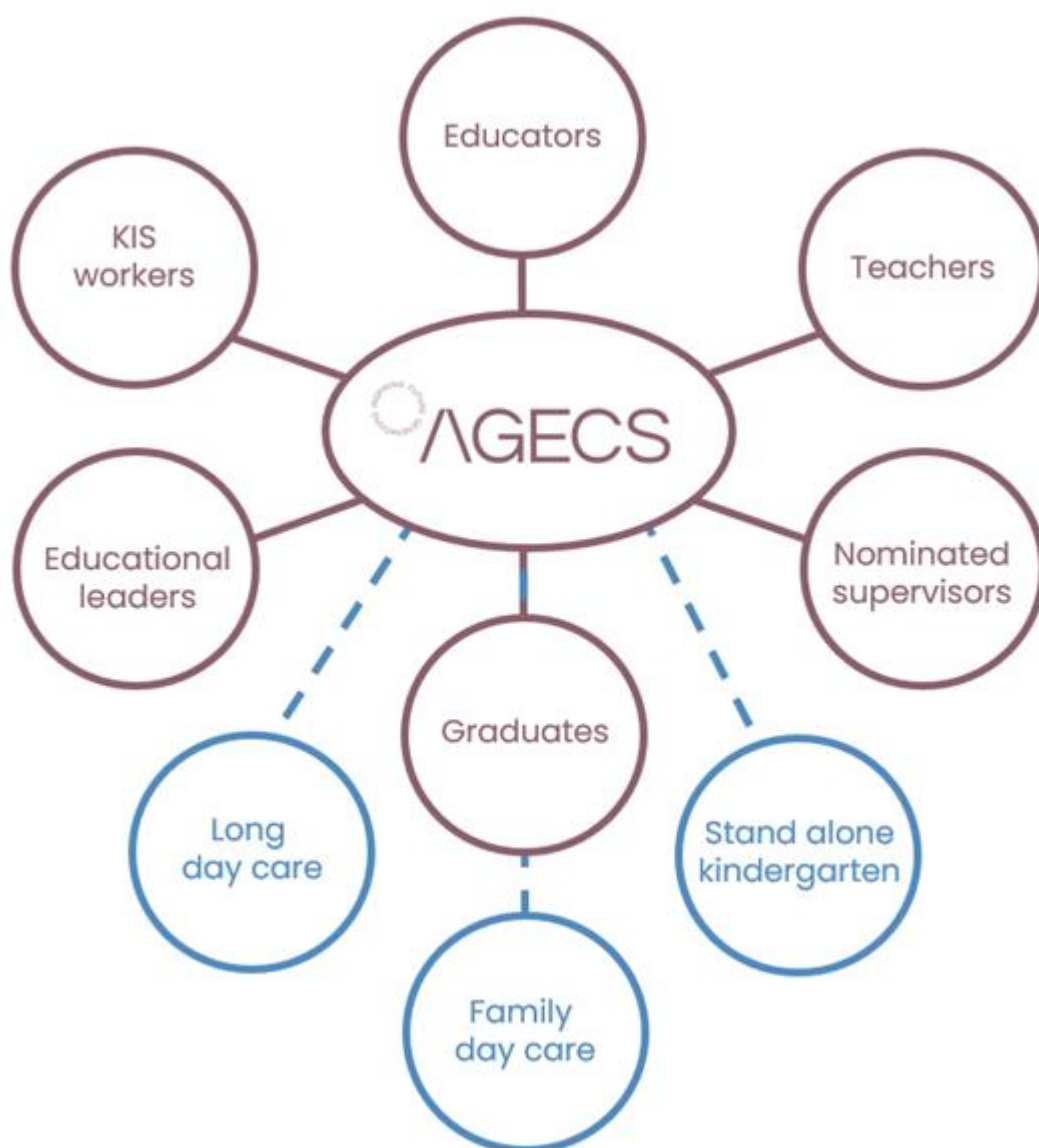 Educators
KIS
workers
Teachers
AGECS
Educational
leaders
Nominated
supervisors
Graduates
Long
day care
Stand alone
kindergarten
Family
day care